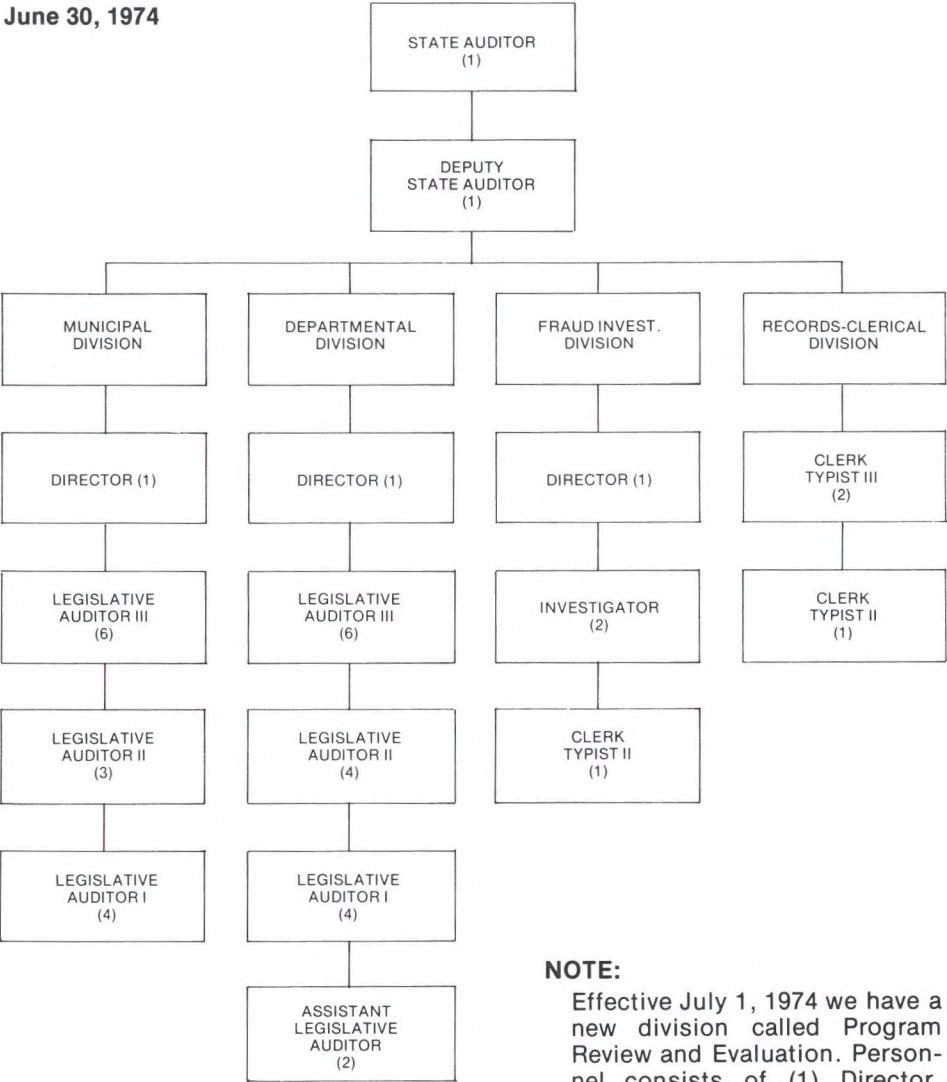 June 30, 1974
STATE AUDITOR
(1)
DEPUTY
STATE AUDITOR
(1)
MUNICIPAL
DIVISION
DEPARTMENTAL
DIVISION
FRAUD INVEST.
DIVISION
RECORDS-CLERICAL
DIVISION
DIRECTOR (1)
DIRECTOR (1)
DIRECTOR (1)
CLERK
TYPIST III
(2)
LEGISLATIVE
AUDITOR III
(6)
LEGISLATIVE
AUDITOR III
(6)
INVESTIGATOR
(2)
CLERK
TYPIST II
(1)
LEGISLATIVE
AUDITOR II
(3)
LEGISLATIVE
AUDITOR II
(4)
CLERK
TYPIST II
(1)
LEGISLATIVE
AUDITOR I
(4)
LEGISLATIVE
AUDITOR I
(4)
ASSISTANT
LEGISLATIVE
AUDITOR
(2)
NOTE:
Effective July 1, 1974 we have a
new division called Program
Review and Evaluation. Person-
nel consists of (1) Director,